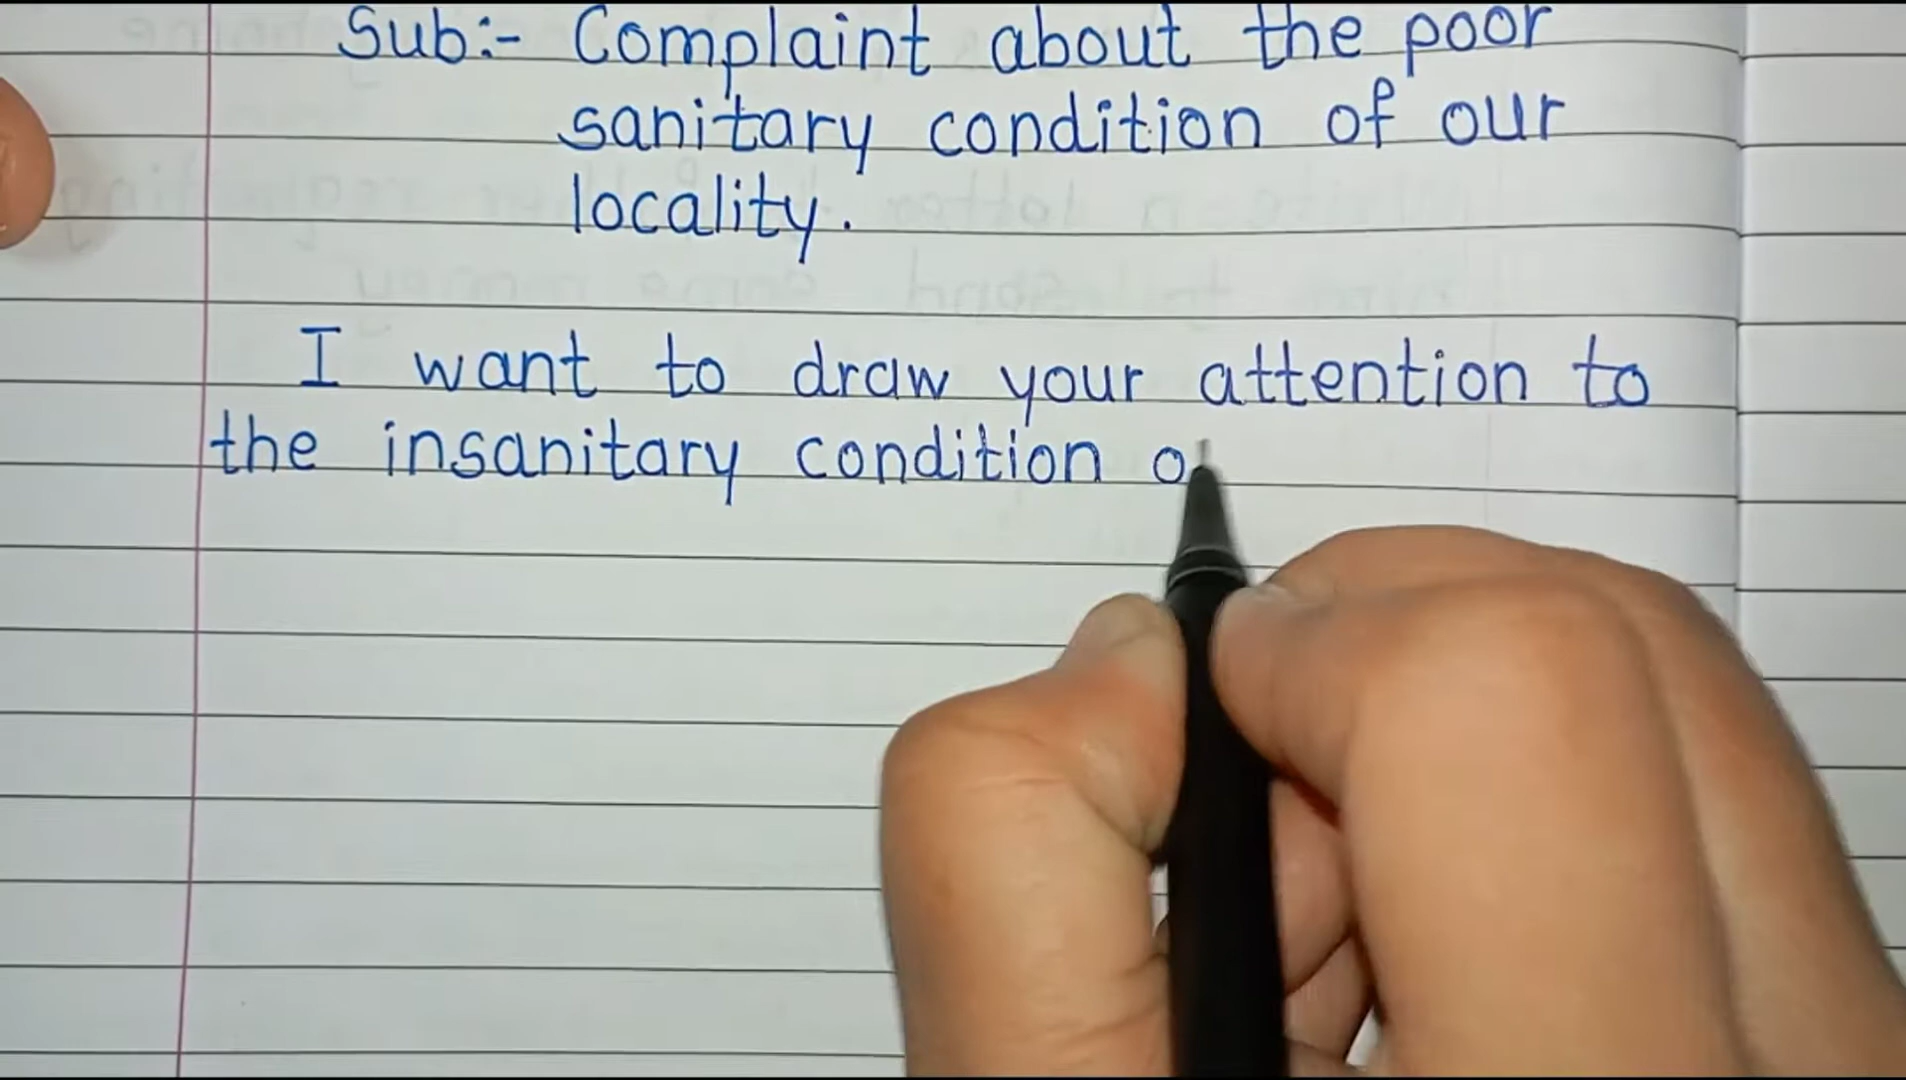 Sub:- Complaint about the poor
sanitary condition of our
locality.
I want to draw your attention to
the insanitary condition o